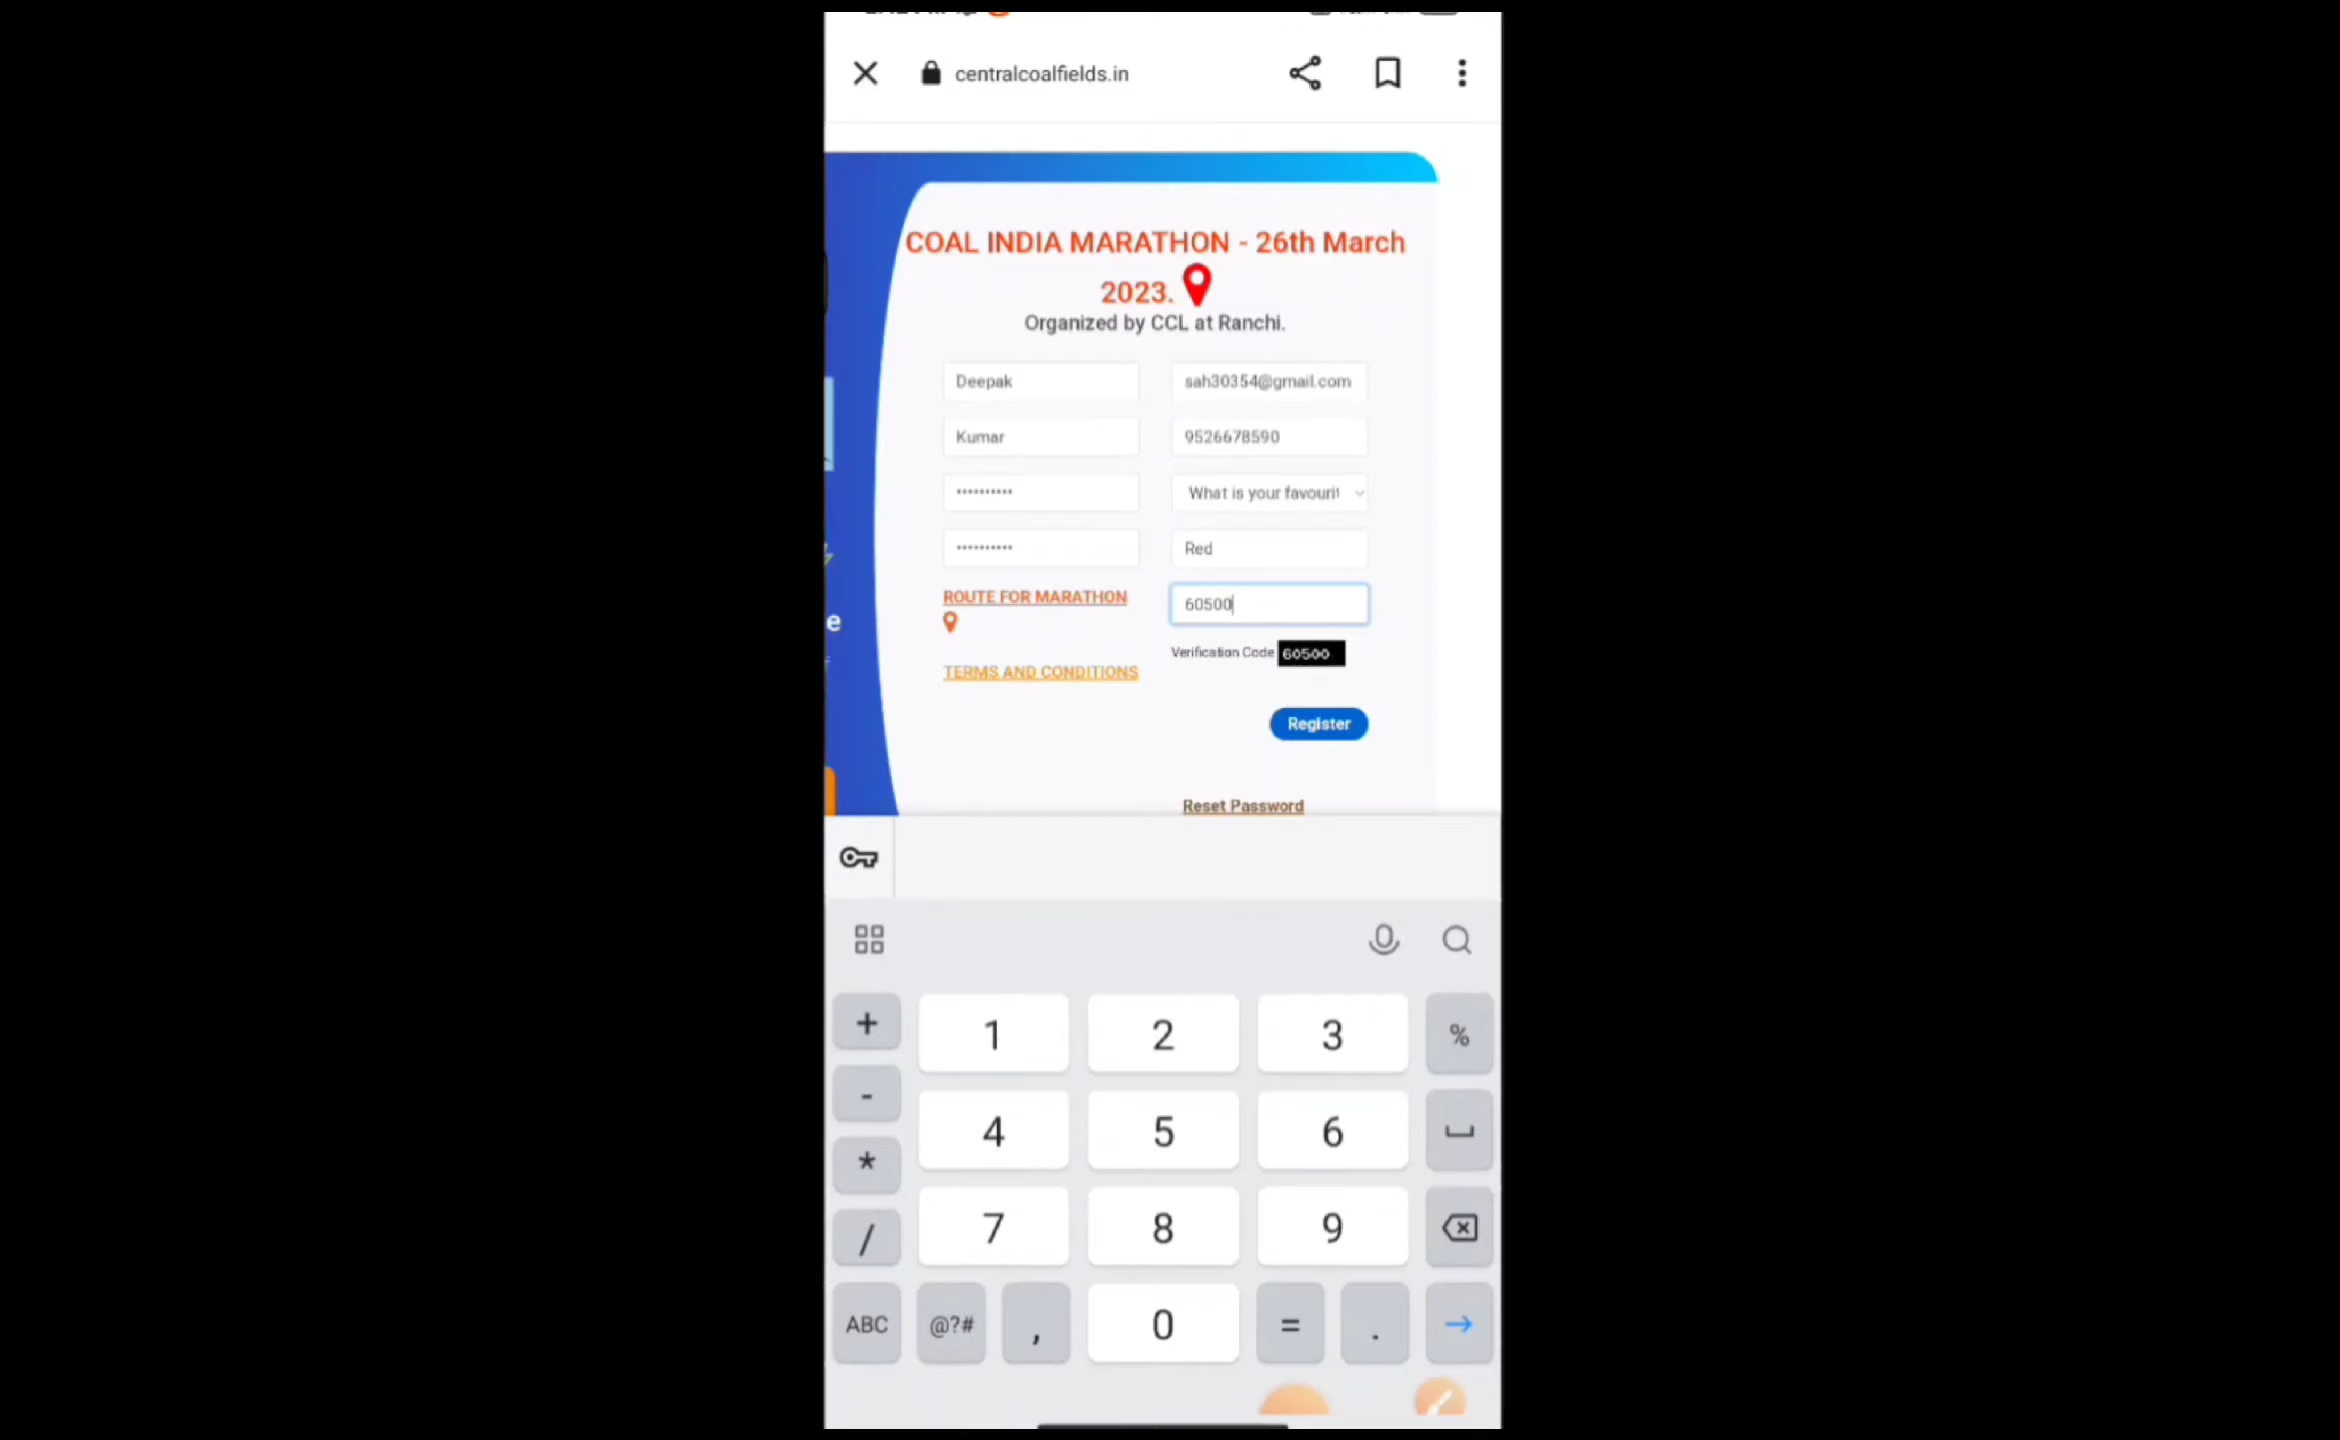 centralcoalfields.in
COAL INDIA MARATHON - 26th March
2023.
Organized by CCL at Ranchi.
Deepak
sah30354@gmail.com
Kumar
9526678590
••••••••••
What is your favourit
••••••••••
Red
ROUTE FOR MARATHON
60500
Verification Code 60500
TERMS AND CONDITIONS
Register
Reset Password
e
+ 1 2 3 %
- 4 5 6
* 7 8 9
/
ABC @?# , 0 = .